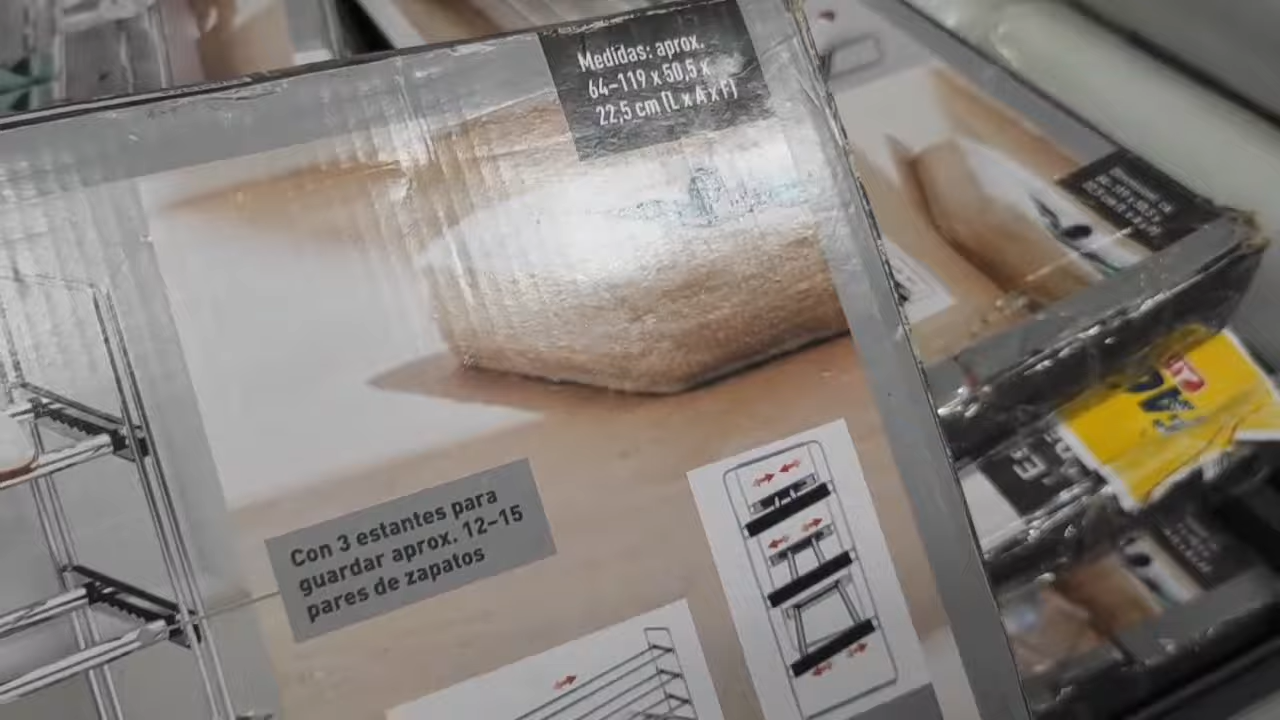 Medidas: aprox.
64-119 x 50,5 x
22,5 cm (L x A x F)
Con 3 estantes para
guardar aprox. 12-15
pares de zapatos